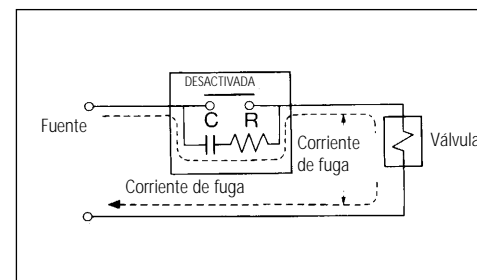 DESACTIVADA
C R
Fuente
Corriente
de fuga
Válvula
Corriente de fuga